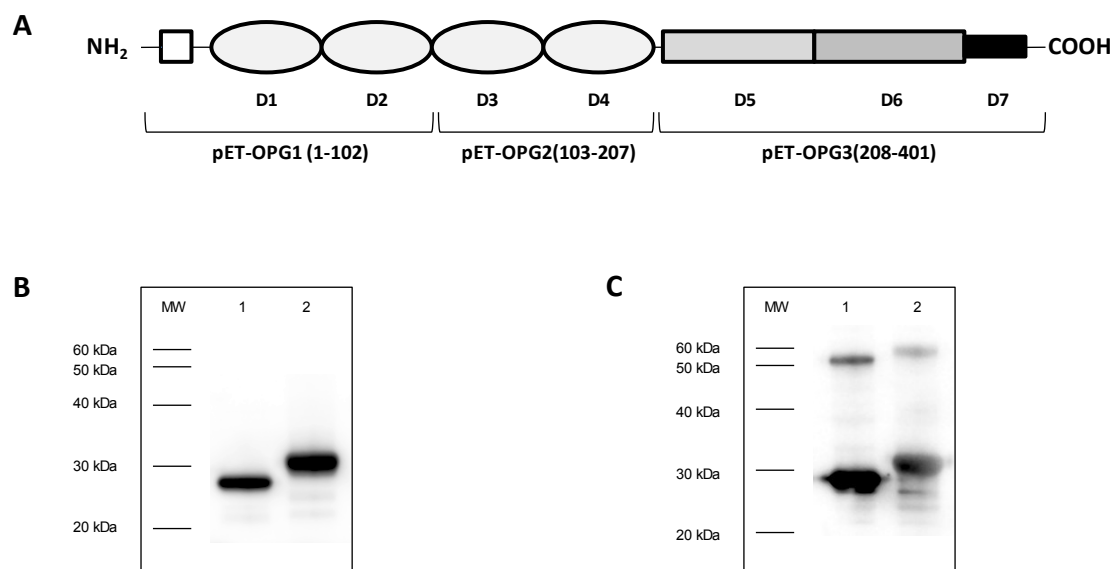 A
NH2
COOH
D1 D2 D3 D4 D5 D6 D7
pET-OPG1 (1-102) pET-OPG2(103-207) pET-OPG3(208-401)
B
MW 1 2
60 kDa
50 kDa
40 kDa
30 kDa
20 kDa
C
MW 1 2
60 kDa
50 kDa
40 kDa
30 kDa
20 kDa